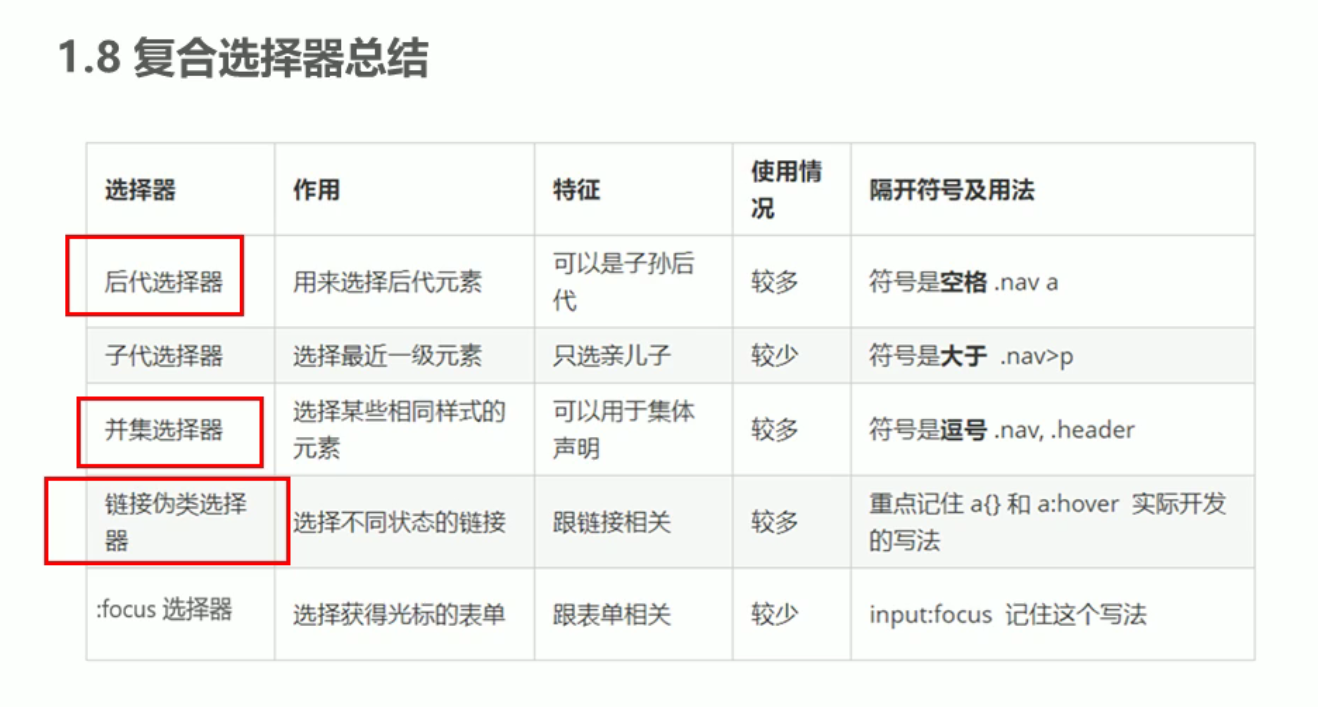 1.8 复合选择器总结
选择器 作用 特征 使用情况 隔开符号及用法
后代选择器 用来选择后代元素 可以是子孙后代 较多 符号是空格 .nav a
子代选择器 选择最近一级元素 只选亲儿子 较少 符号是大于 .nav>p
并集选择器 选择某些相同样式的元素 可以用于集体声明 较多 符号是逗号 .nav, .header
链接伪类选择器 选择不同状态的链接 跟链接相关 较多 重点记住 a{} 和 a:hover 实际开发的写法
:focus 选择器 选择获得光标的表单 跟表单相关 较少 input:focus 记住这个写法